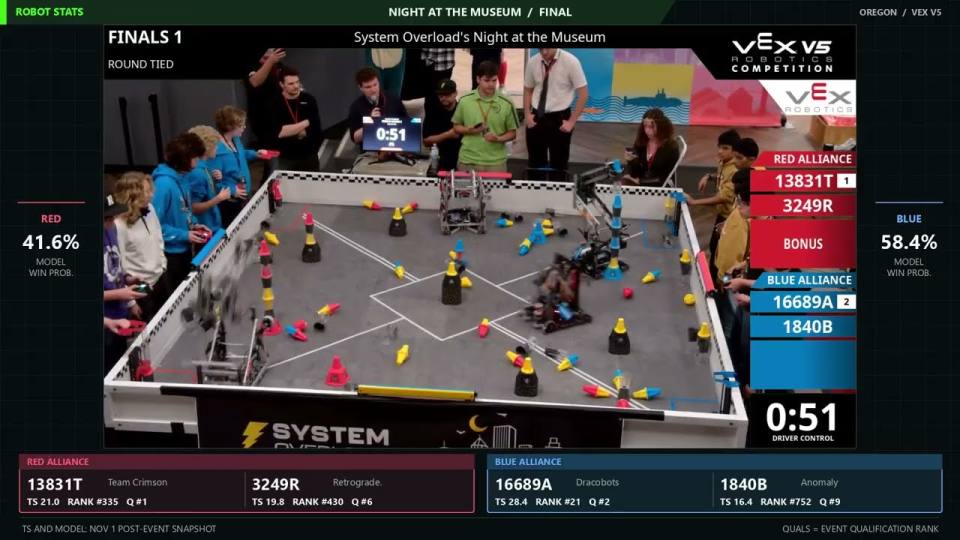 ROBOT STATS
NIGHT AT THE MUSEUM / FINAL
OREGON / VEX V5
FINALS 1
System Overload's Night at the Museum
ROUND TIED
VEX V5
ROBOTICS
COMPETITION
VEX
ROBOTICS
0:51
RED ALLIANCE
13831T 1
3249R
BONUS
BLUE ALLIANCE
16689A 2
1840B
0:51
DRIVER CONTROL
RED
41.6%
MODEL
WIN PROB.
BLUE
58.4%
MODEL
WIN PROB.
SYSTEM
RED ALLIANCE
13831T Team Crimson
TS 21.0 RANK #335 Q #1
3249R Retrograde.
TS 19.8 RANK #430 Q #6
BLUE ALLIANCE
16689A Dracobots
TS 28.4 RANK #21 Q #2
1840B Anomaly
TS 16.4 RANK #752 Q #9
TS AND MODEL: NOV 1 POST-EVENT SNAPSHOT
QUALS = EVENT QUALIFICATION RANK